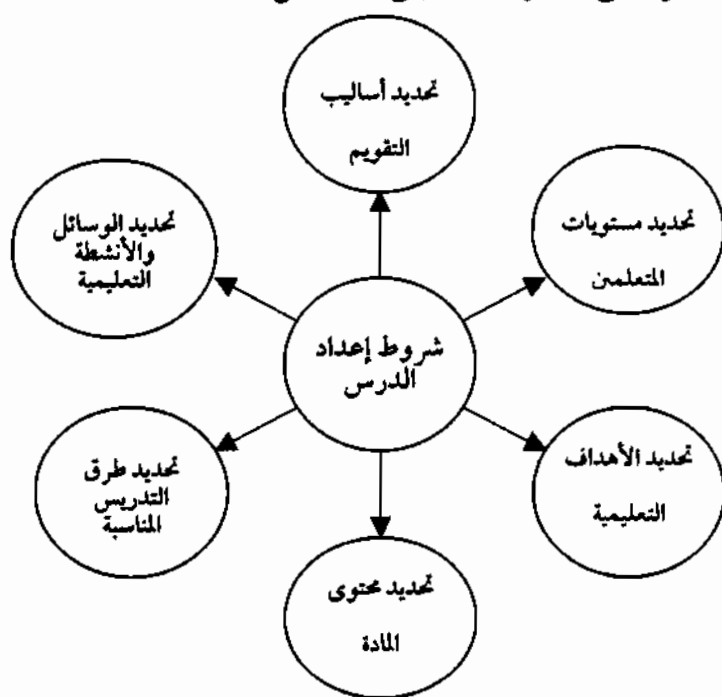 تحديد أساليب
التقويم
تحديد مستويات
المتعلمن
تحديد الوسائل
والأنشطة
التعليمية
شروط إعداد
الدرس
تحديد الأهداف
التعليمية
تحديد طرق
التدريس
المناسبة
تحديد محتوى
المادة